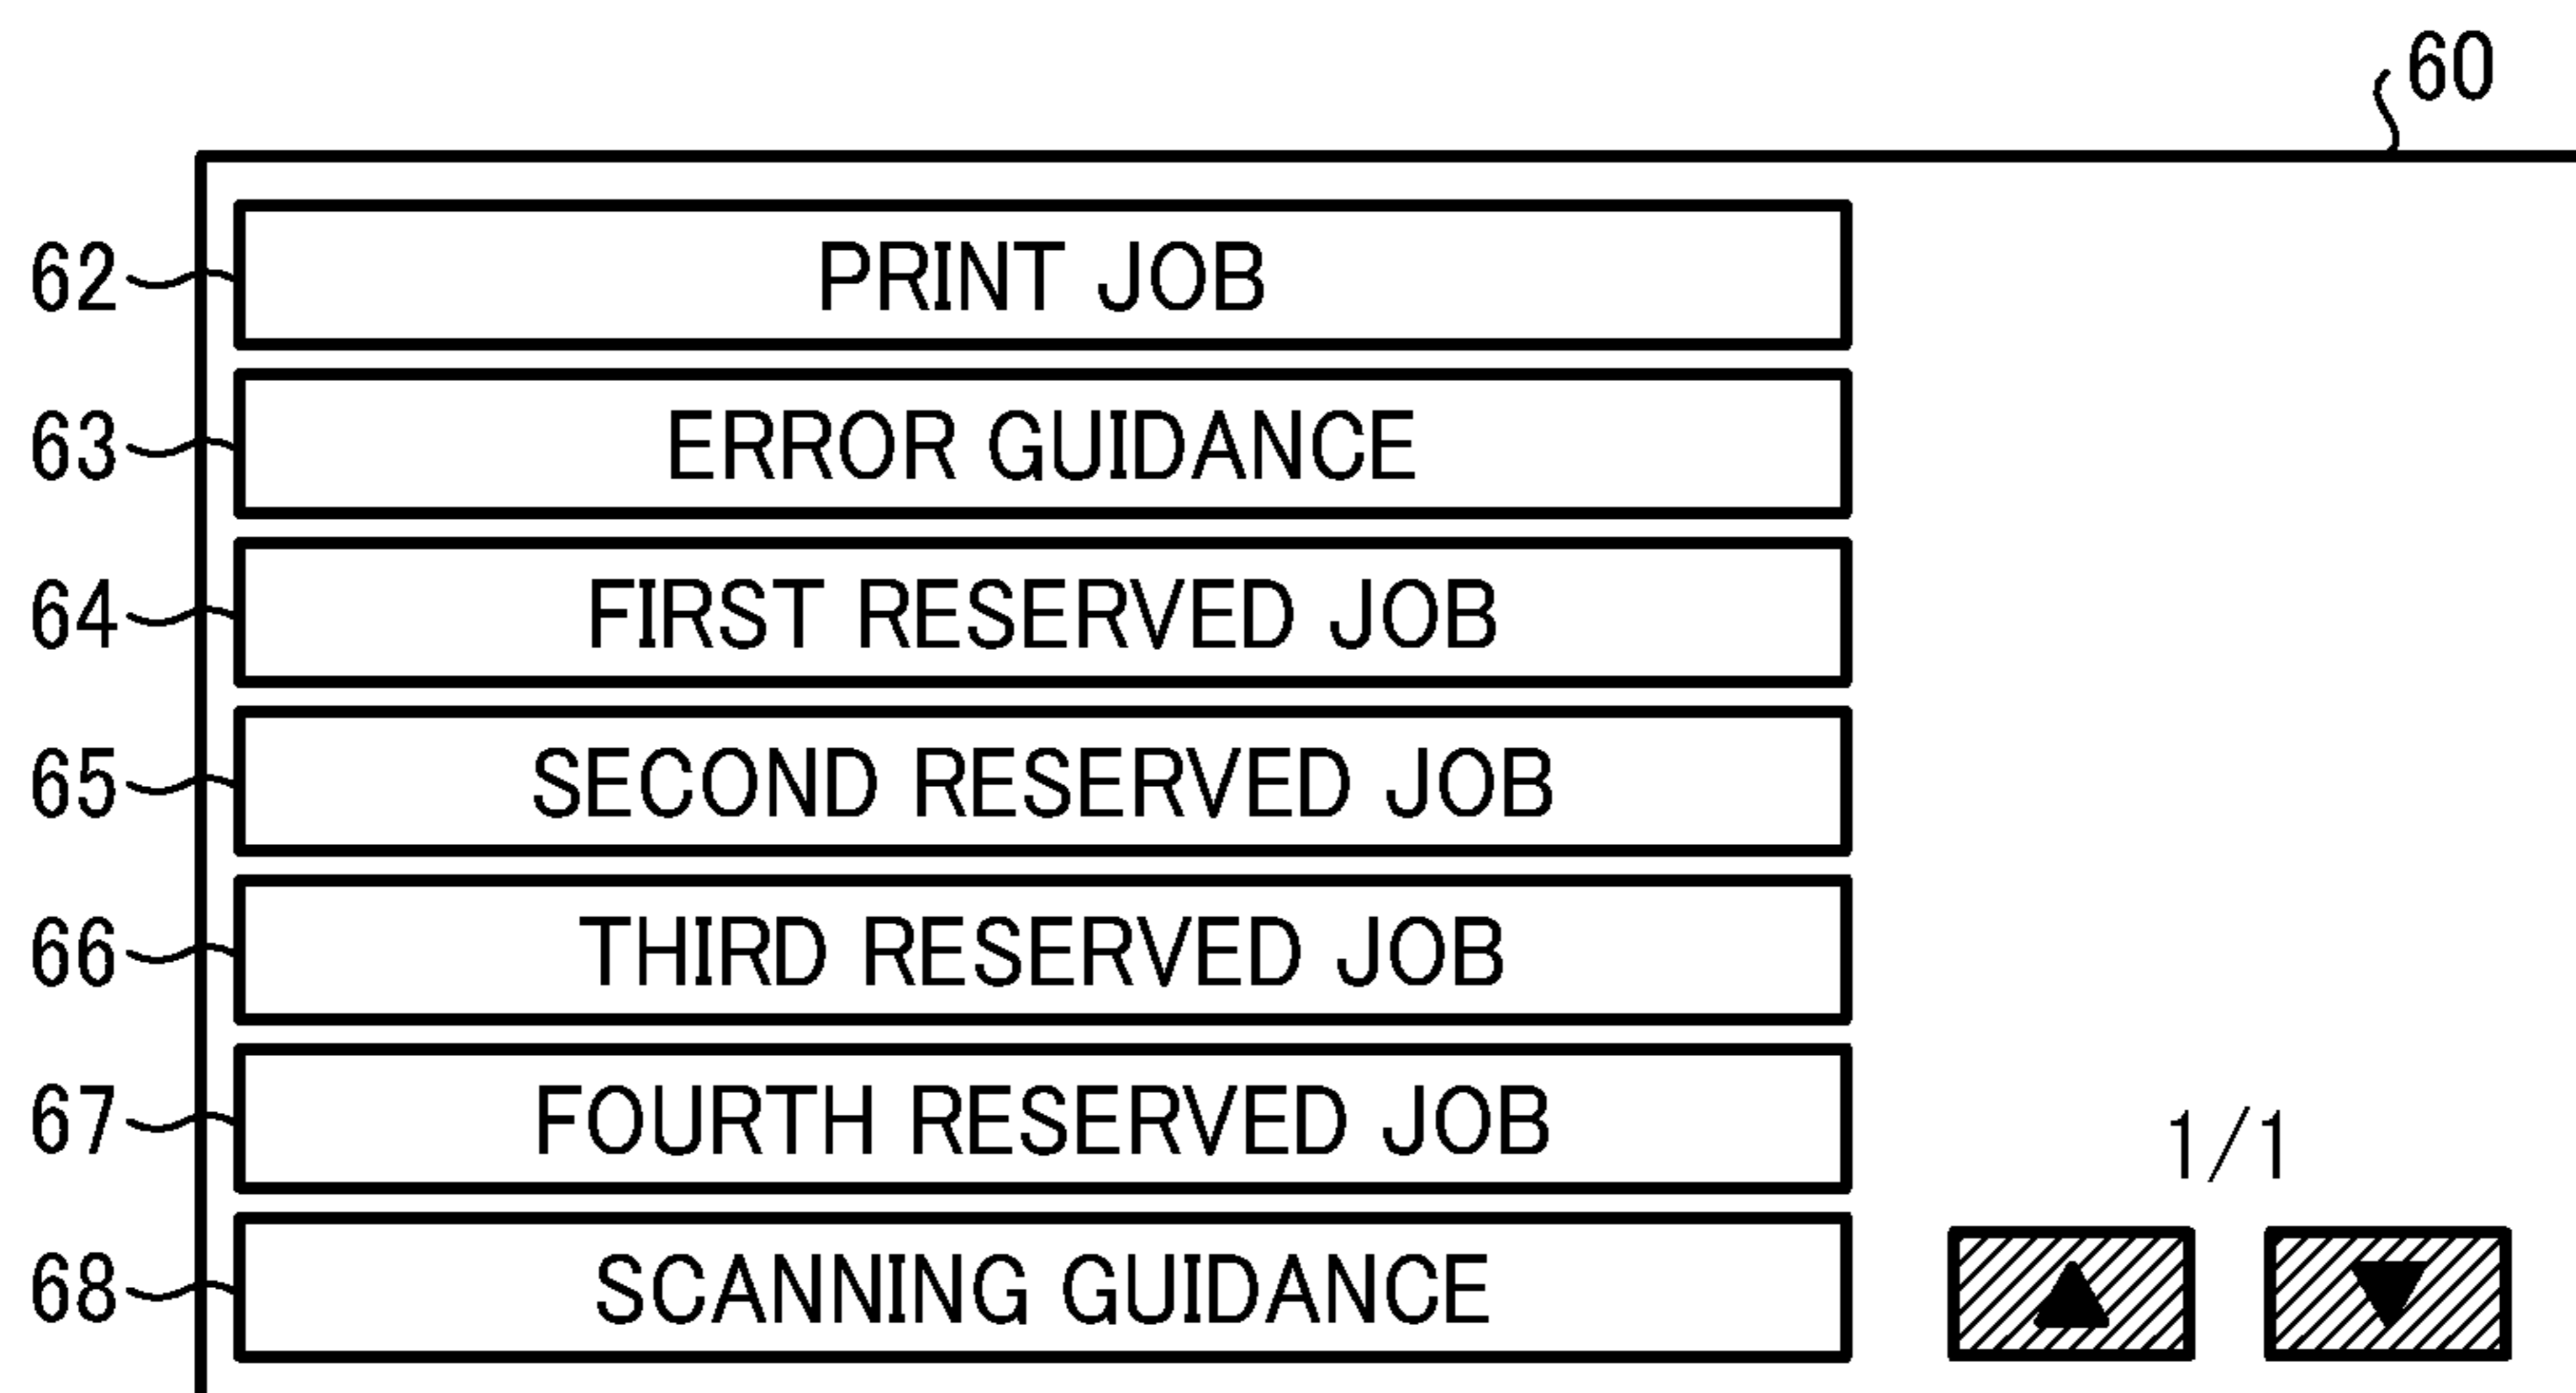 60
62 PRINT JOB
63 ERROR GUIDANCE
64 FIRST RESERVED JOB
65 SECOND RESERVED JOB
66 THIRD RESERVED JOB
67 FOURTH RESERVED JOB
1/1
68 SCANNING GUIDANCE